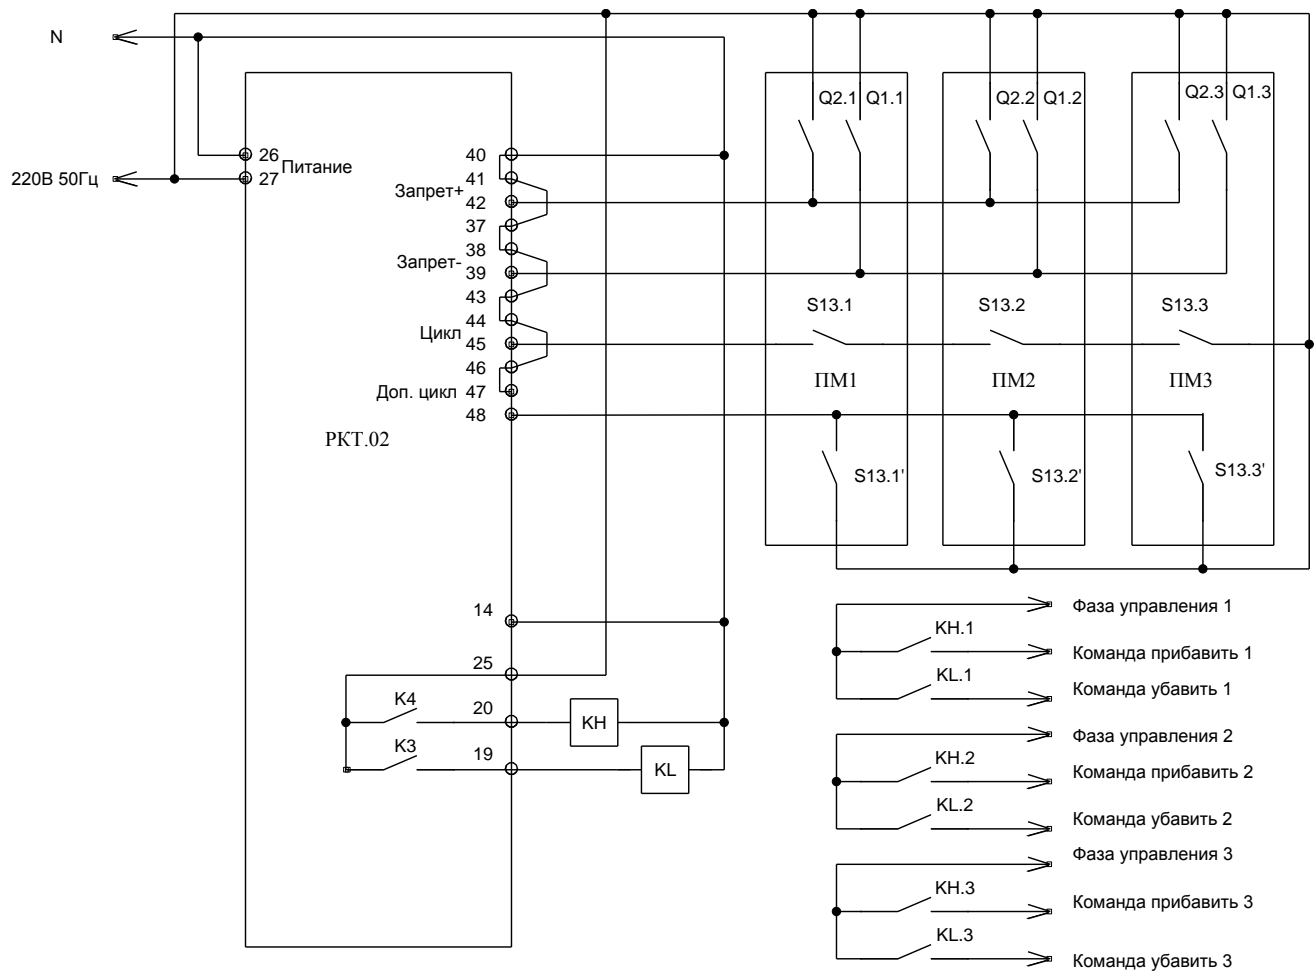 N
220В 50Гц
26
27
Питание
40
41
Запрет+
42
37
38
Запрет-
39
43
44
Цикл
45
46
Доп. цикл
47
48
РКТ.02
14
25
K4
20
KH
K3
19
KL
Q2.1
Q1.1
Q2.2
Q1.2
Q2.3
Q1.3
S13.1
S13.2
S13.3
ПМ1
ПМ2
ПМ3
S13.1'
S13.2'
S13.3'
Фаза управления 1
KH.1
Команда прибавить 1
KL.1
Команда убавить 1
Фаза управления 2
KH.2
Команда прибавить 2
KL.2
Команда убавить 2
Фаза управления 3
KH.3
Команда прибавить 3
KL.3
Команда убавить 3